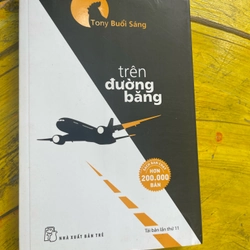 Tony Buổi Sáng
trên
đường
băng
HƠN
200.000
BẢN
Tái bản lần thứ 11
NHÀ XUẤT BẢN TRẺ